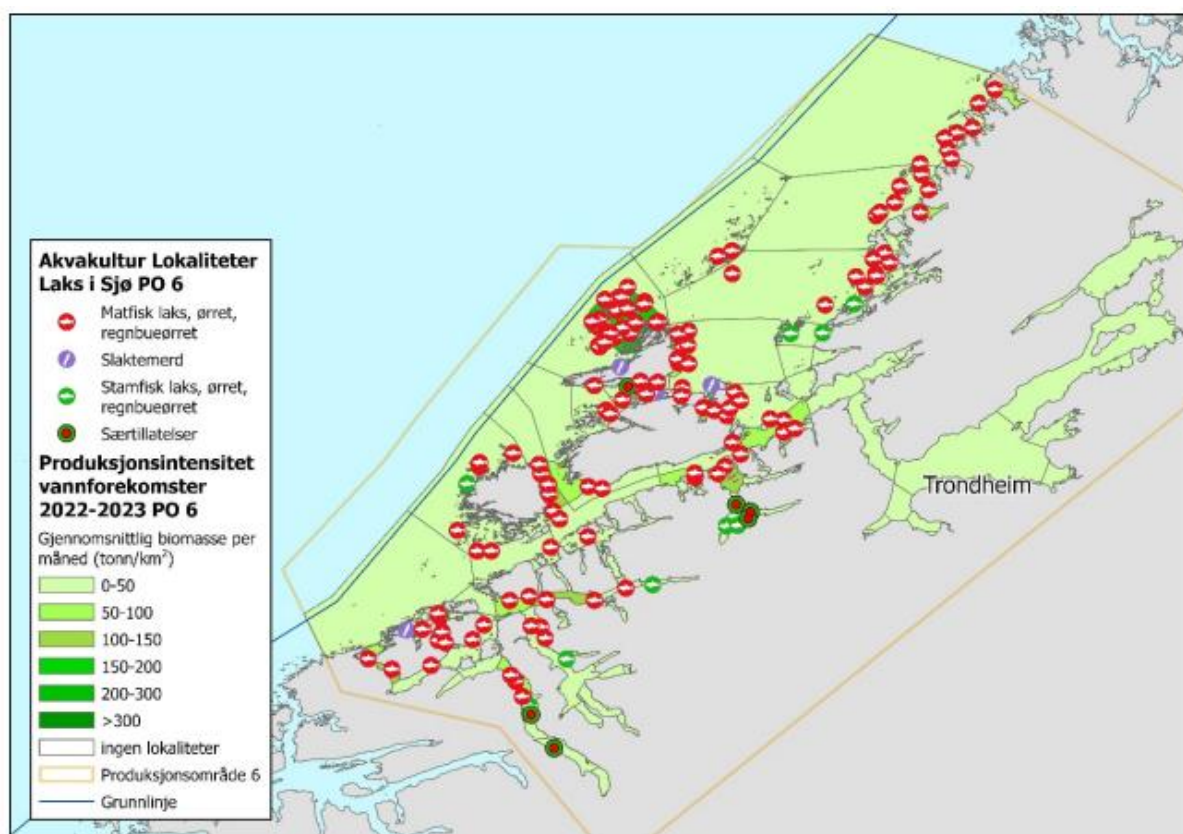 Trondheim
Akvakultur Lokaliteter
Laks i Sjø PO 6
Matfisk laks, ørret,
regnbueørret
Slaktemerd
Stamfisk laks, ørret,
regnbueørret
Særtillatelser
Produksjonsintensitet
vannforekomster
2022-2023 PO 6
Gjennomsnittlig biomasse per
måned (tonn/km²)
0-50
50-100
100-150
150-200
200-300
>300
ingen lokaliteter
Produksjonsområde 6
Grunnlinje